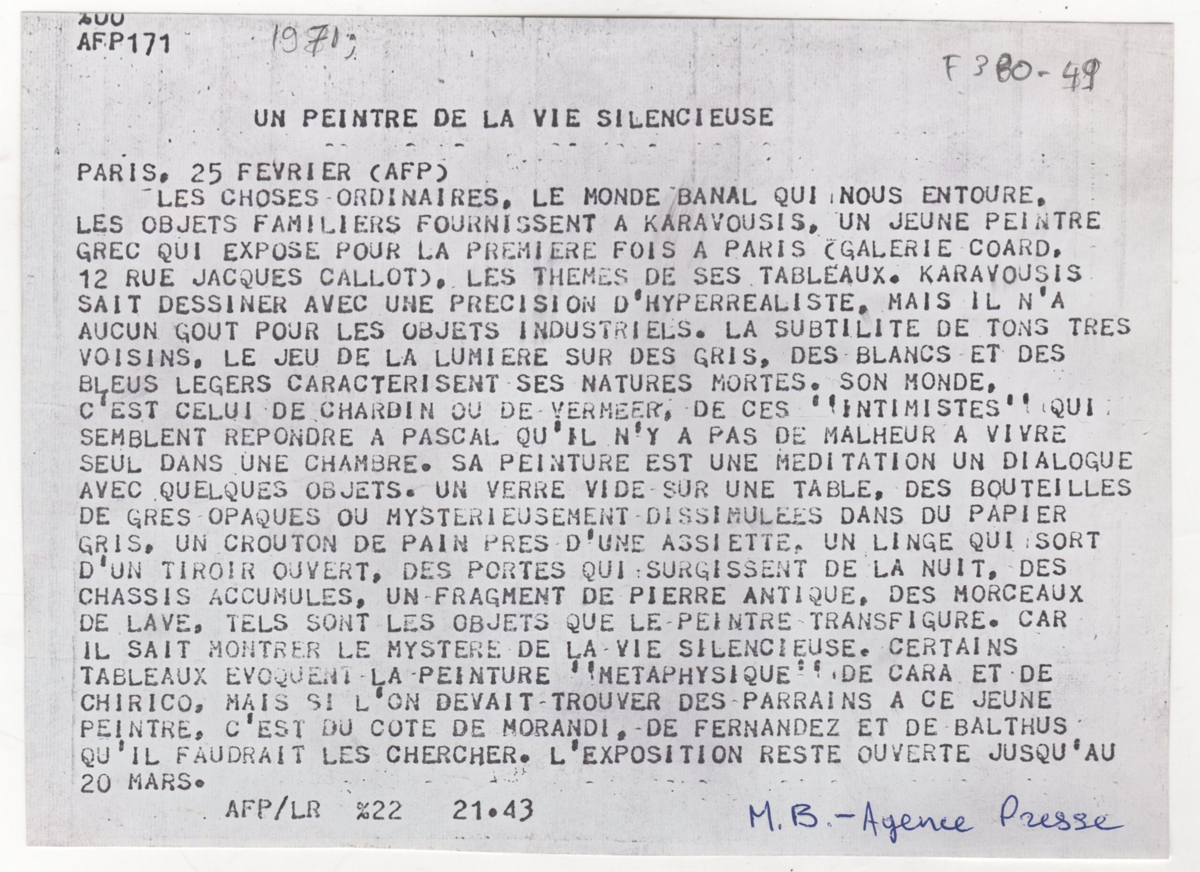 %00
AFP171
1971;
F 380-49
UN PEINTRE DE LA VIE SILENCIEUSE
PARIS, 25 FEVRIER (AFP)
LES CHOSES ORDINAIRES, LE MONDE BANAL QUI NOUS ENTOURE,
LES OBJETS FAMILIERS FOURNISSENT A KARAVOUSIS, UN JEUNE PEINTRE
GREC QUI EXPOSE POUR LA PREMIERE FOIS A PARIS (GALERIE COARD,
12 RUE JACQUES CALLOT), LES THEMES DE SES TABLEAUX. KARAVOUSIS
SAIT DESSINER AVEC UNE PRECISION D'HYPERREALISTE, MAIS IL N'A
AUCUN GOUT POUR LES OBJETS INDUSTRIELS. LA SUBTILITE DE TONS TRES
VOISINS, LE JEU DE LA LUMIERE SUR DES GRIS, DES BLANCS ET DES
BLEUS LEGERS CARACTERISENT SES NATURES MORTES. SON MONDE,
C'EST CELUI DE CHARDIN OU DE VERMEER, DE CES ''INTIMISTES'' QUI
SEMBLENT REPONDRE A PASCAL QU'IL N'Y A PAS DE MALHEUR A VIVRE
SEUL DANS UNE CHAMBRE. SA PEINTURE EST UNE MEDITATION UN DIALOGUE
AVEC QUELQUES OBJETS. UN VERRE VIDE SUR UNE TABLE, DES BOUTEILLES
DE GRES OPAQUES OU MYSTERIEUSEMENT DISSIMULEES DANS DU PAPIER
GRIS, UN CROUTON DE PAIN PRES D'UNE ASSIETTE, UN LINGE QUI SORT
D'UN TIROIR OUVERT, DES PORTES QUI SURGISSENT DE LA NUIT, DES
CHASSIS ACCUMULES, UN FRAGMENT DE PIERRE ANTIQUE, DES MORCEAUX
DE LAVE, TELS SONT LES OBJETS QUE LE PEINTRE TRANSFIGURE. CAR
IL SAIT MONTRER LE MYSTERE DE LA VIE SILENCIEUSE. CERTAINS
TABLEAUX EVOQUENT LA PEINTURE ''METAPHYSIQUE'' DE CARA ET DE
CHIRICO, MAIS SI L'ON DEVAIT TROUVER DES PARRAINS A CE JEUNE
PEINTRE, C'EST DU COTE DE MORANDI, DE FERNANDEZ ET DE BALTHUS
QU'IL FAUDRAIT LES CHERCHER. L'EXPOSITION RESTE OUVERTE JUSQU'AU
20 MARS.
AFP/LR %22 21.43
M.B.-Agence Presse